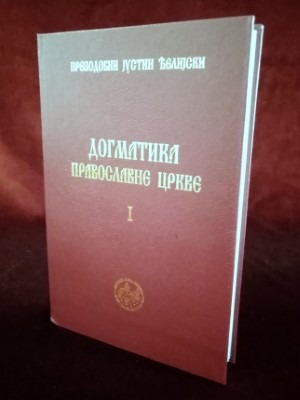 ПРЕПОДОБНИ ЈУСТИН ЋЕЛИЈСКИ
ДОГМАТИКА
ПРАВОСЛАВНЕ ЦРКВЕ
I